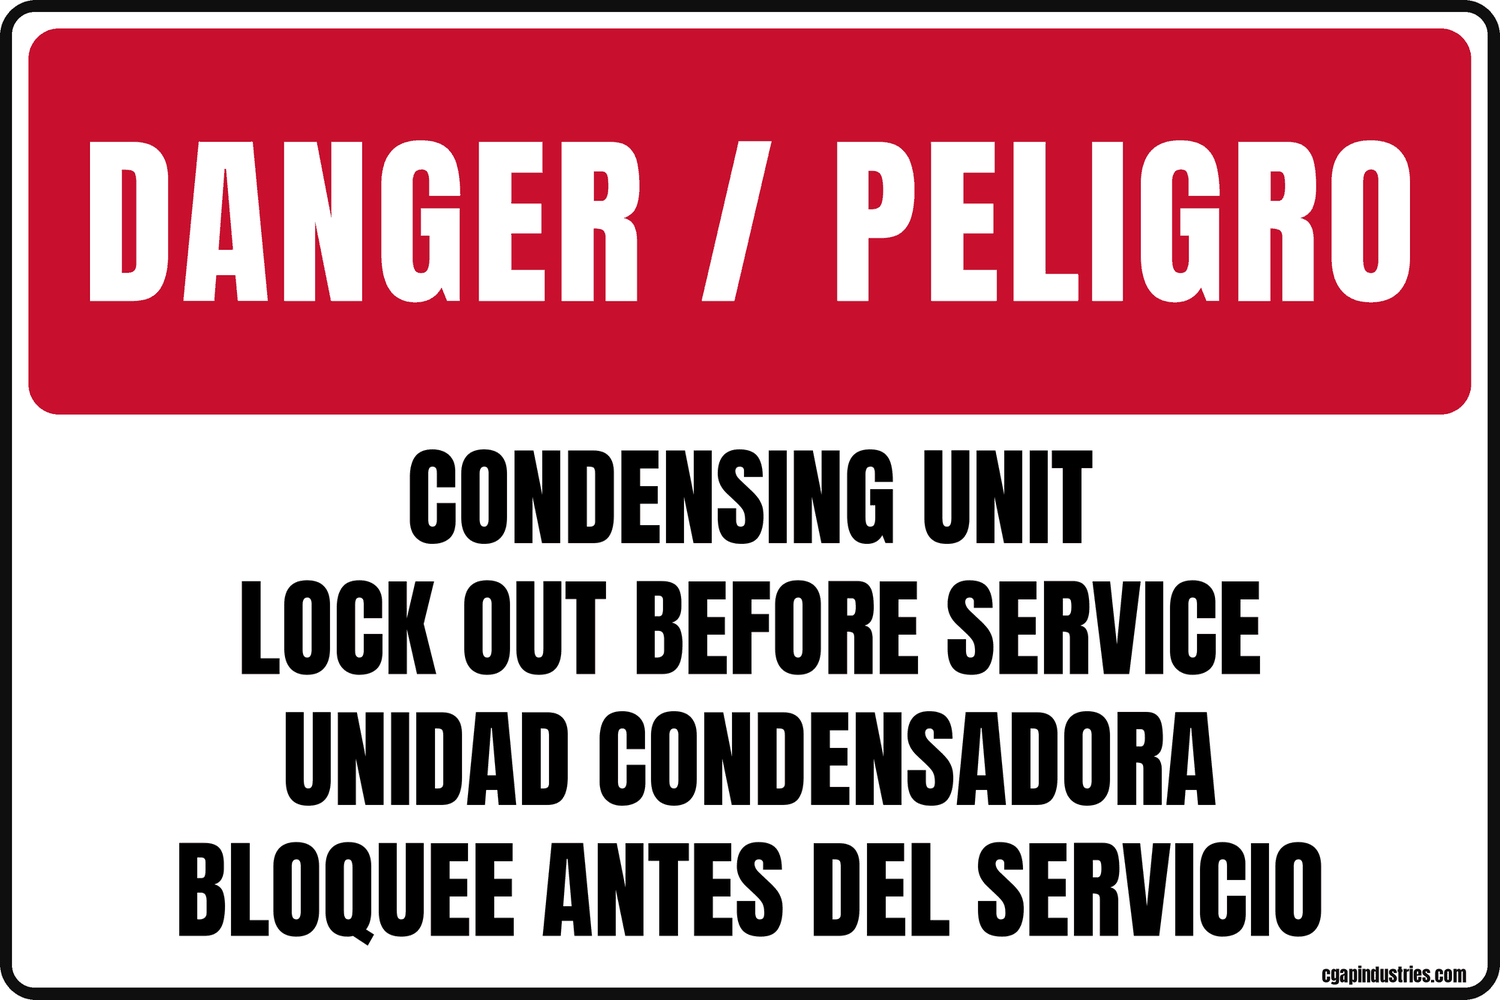 DANGER / PELIGRO
CONDENSING UNIT
LOCK OUT BEFORE SERVICE
UNIDAD CONDENSADORA
BLOQUEE ANTES DEL SERVICIO
cgapindustries.com